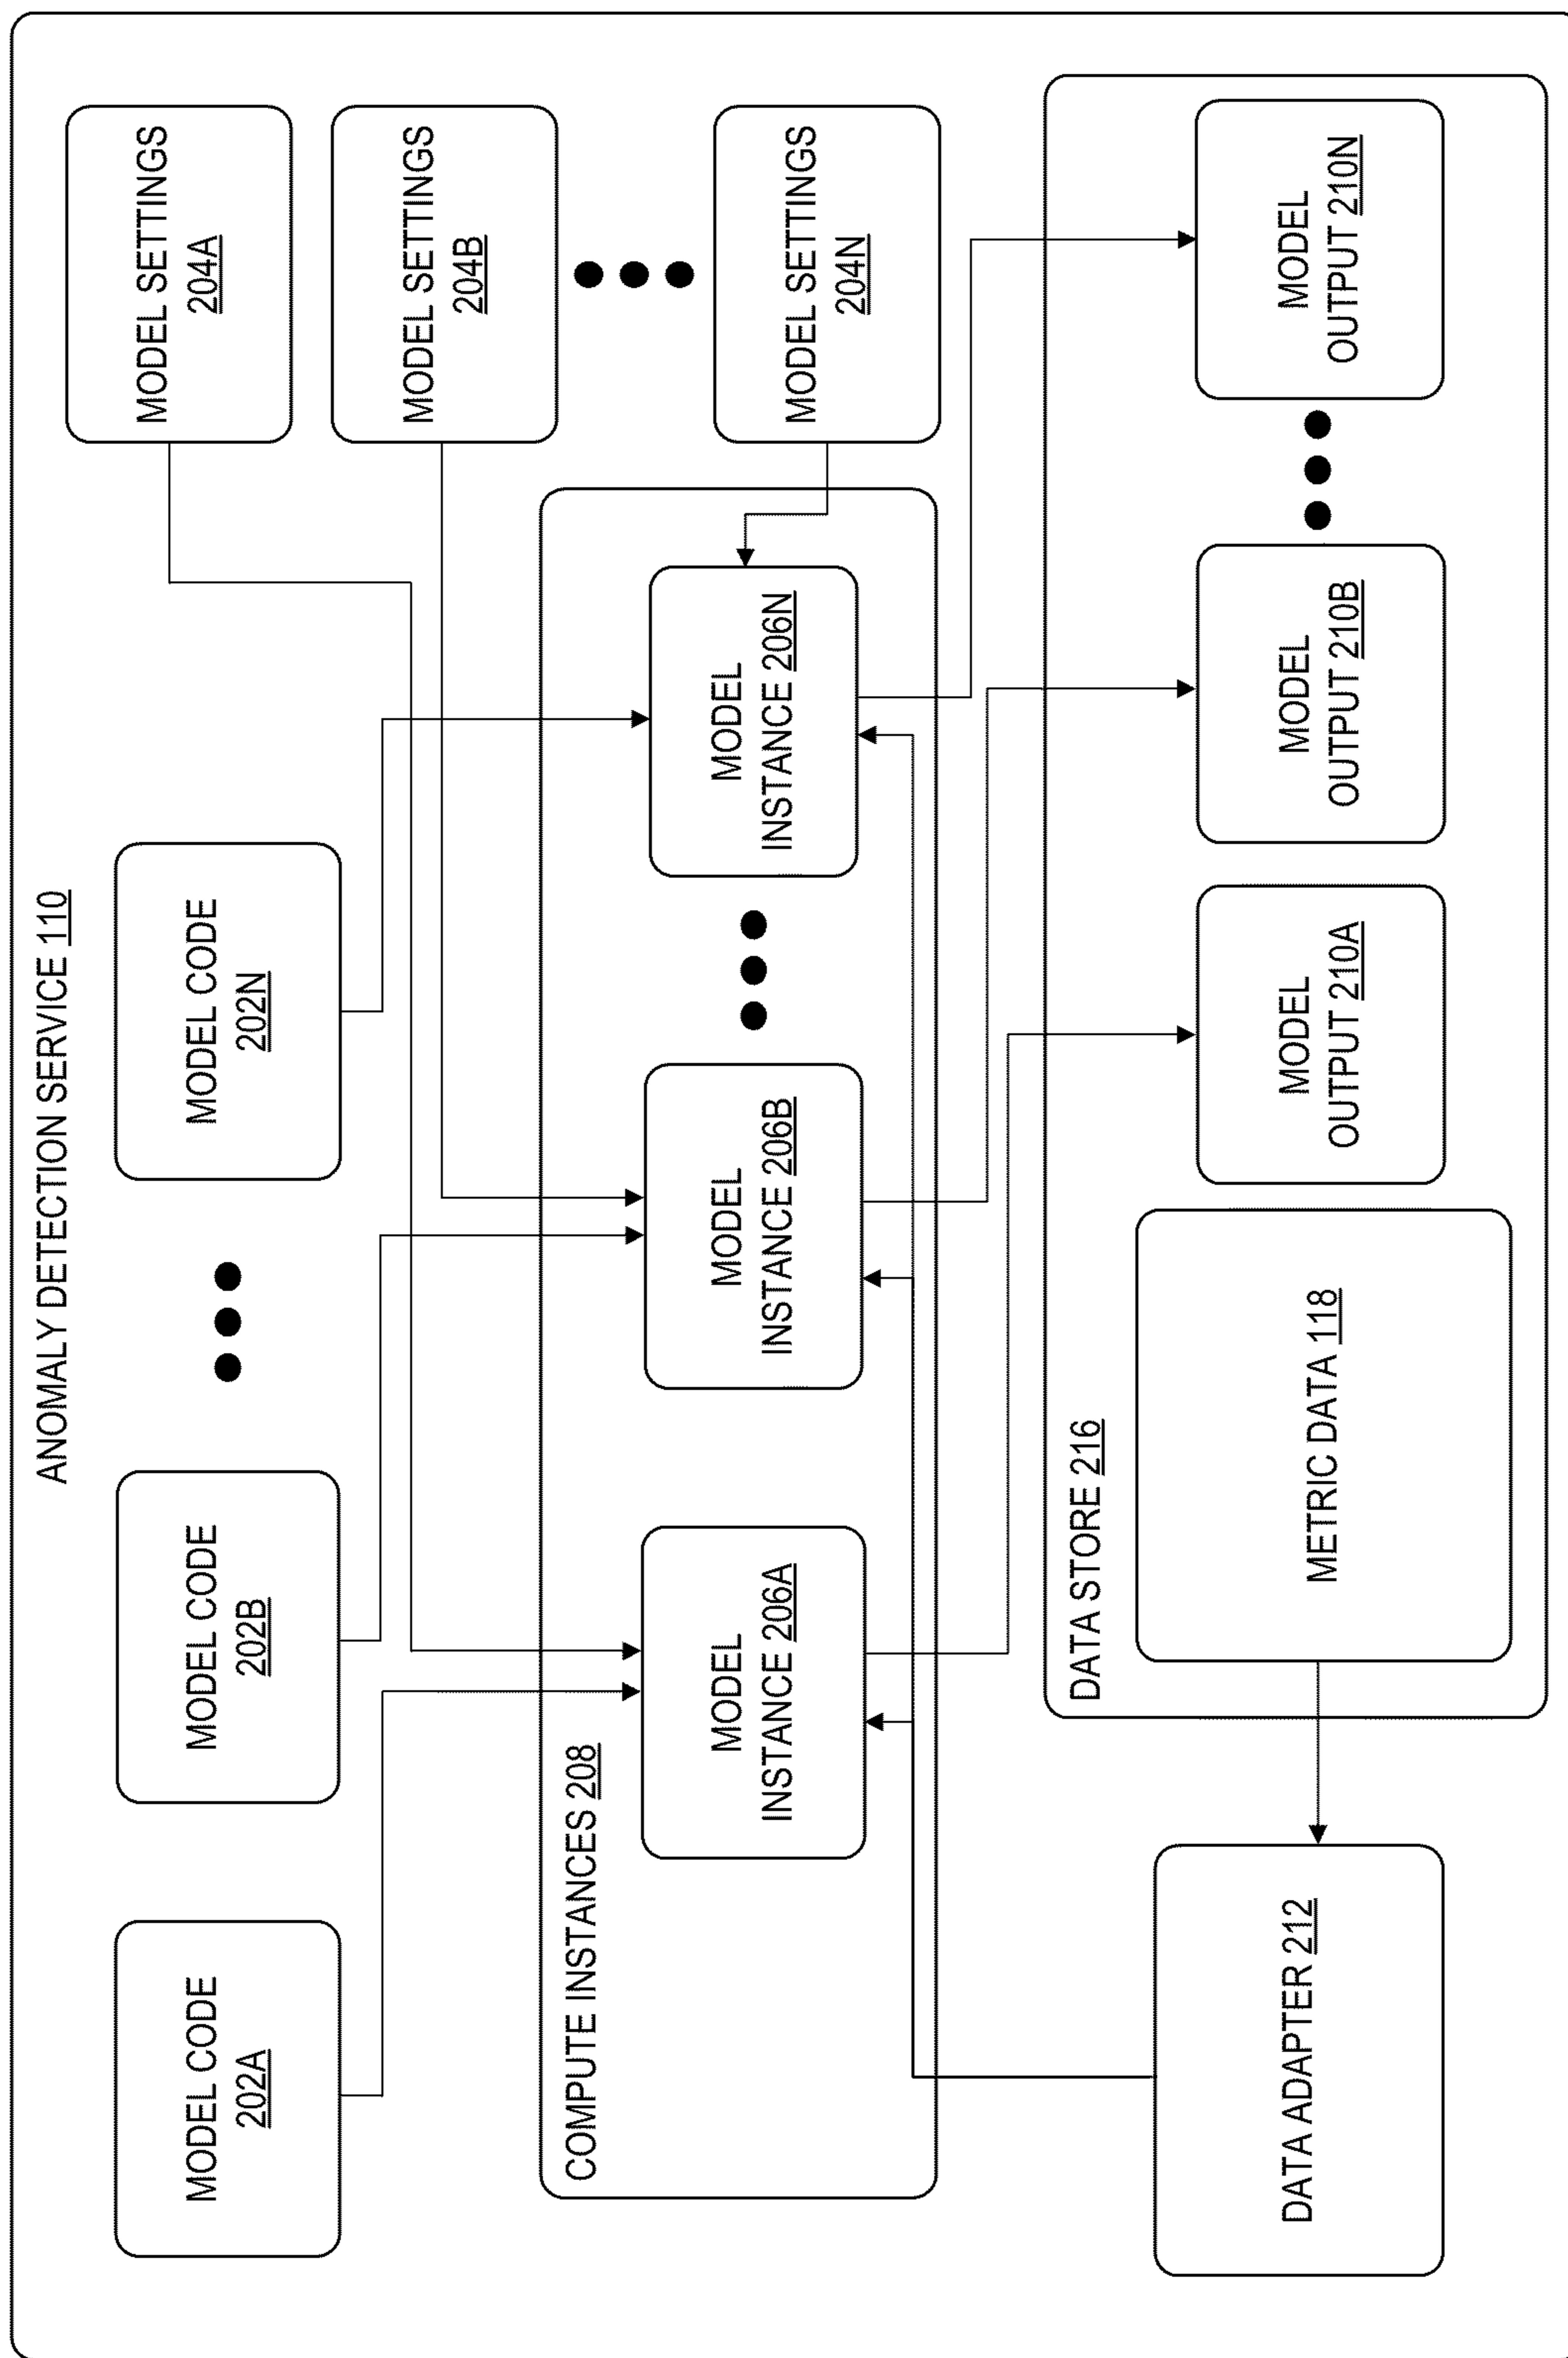 ANOMALY DETECTION SERVICE 110
MODEL CODE
202A
MODEL CODE
202B
MODEL CODE
202N
MODEL SETTINGS
204A
MODEL SETTINGS
204B
MODEL SETTINGS
204N
COMPUTE INSTANCES 208
MODEL
INSTANCE 206A
MODEL
INSTANCE 206B
MODEL
INSTANCE 206N
DATA ADAPTER 212
DATA STORE 216
METRIC DATA 118
MODEL
OUTPUT 210A
MODEL
OUTPUT 210B
MODEL
OUTPUT 210N